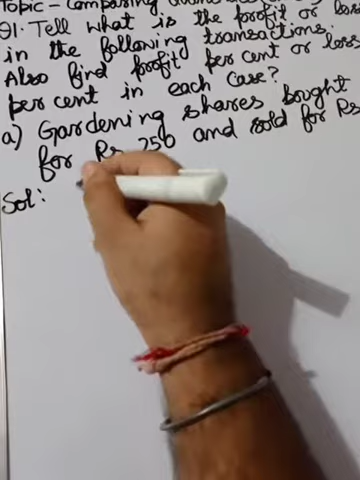 Topic - Comparing
Q1. Tell what is the profit or loss
in the following transactions.
Also find profit per cent or loss
per cent in each case?
a) Gardening shears bought
for Rs 250 and sold for Rs
Sol: